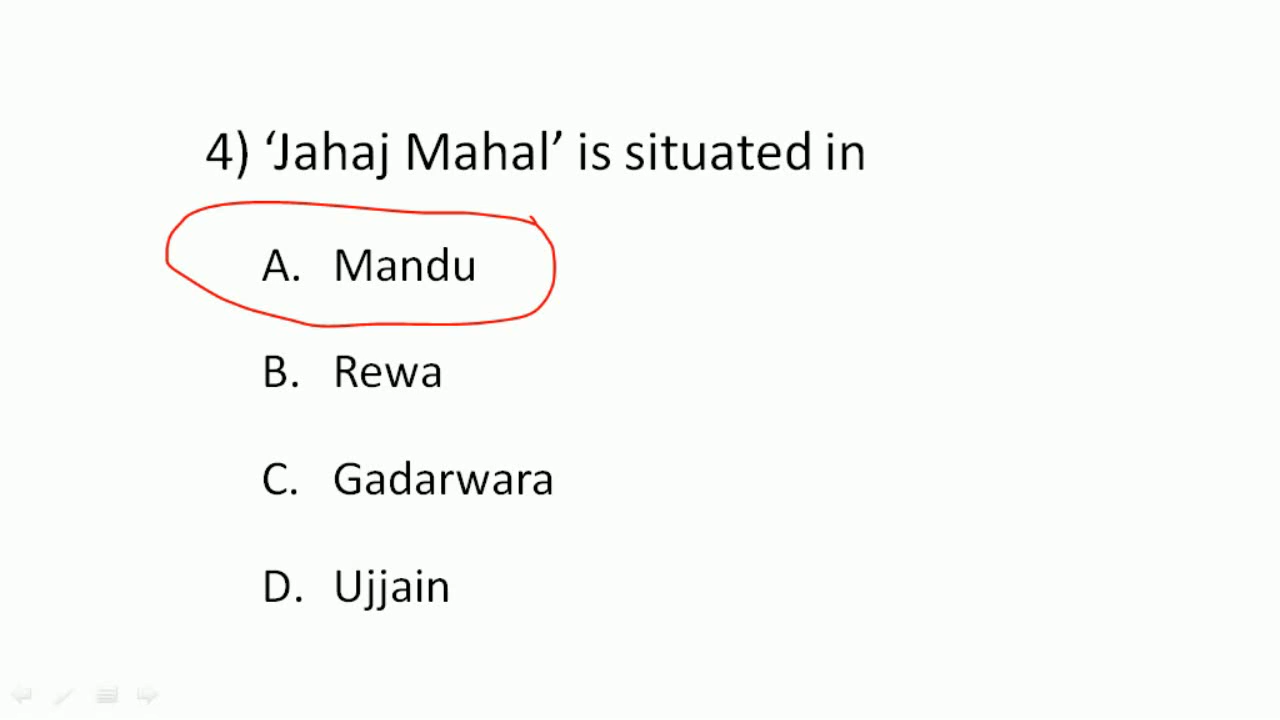 4) ‘Jahaj Mahal’ is situated in
A. Mandu
B. Rewa
C. Gadarwara
D. Ujjain